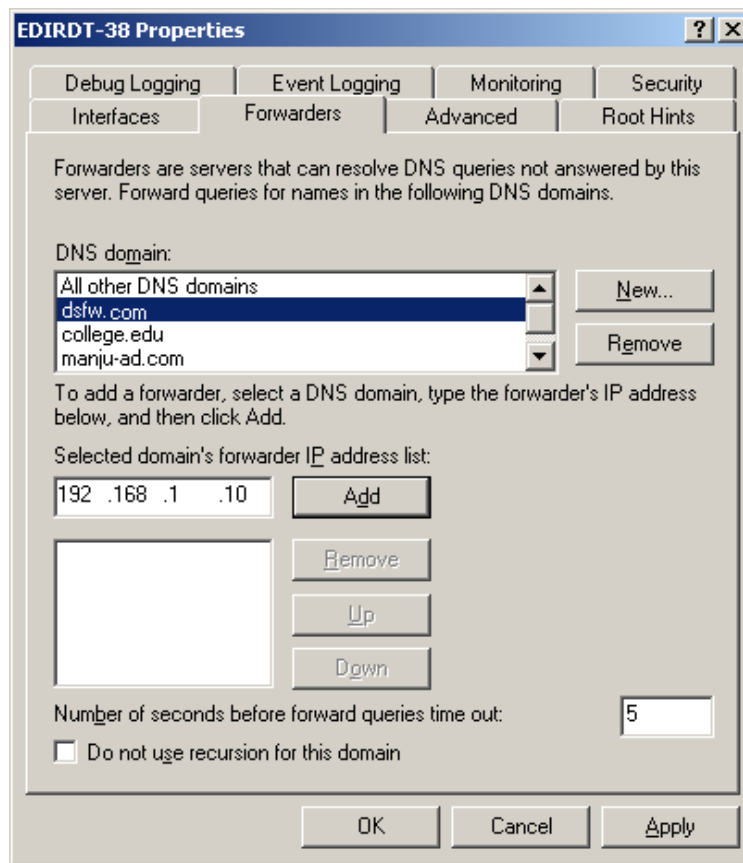 EDIRDT-38 Properties
Debug Logging Event Logging Monitoring Security
Interfaces Forwarders Advanced Root Hints
Forwarders are servers that can resolve DNS queries not answered by this
server. Forward queries for names in the following DNS domains.
DNS domain:
All other DNS domains
dsfw.com
college.edu
manju-ad.com
New...
Remove
To add a forwarder, select a DNS domain, type the forwarder's IP address
below, and then click Add.
Selected domain's forwarder IP address list:
192 .168 .1 .10
Add
Remove
Up
Down
Number of seconds before forward queries time out:
5
Do not use recursion for this domain
OK Cancel Apply